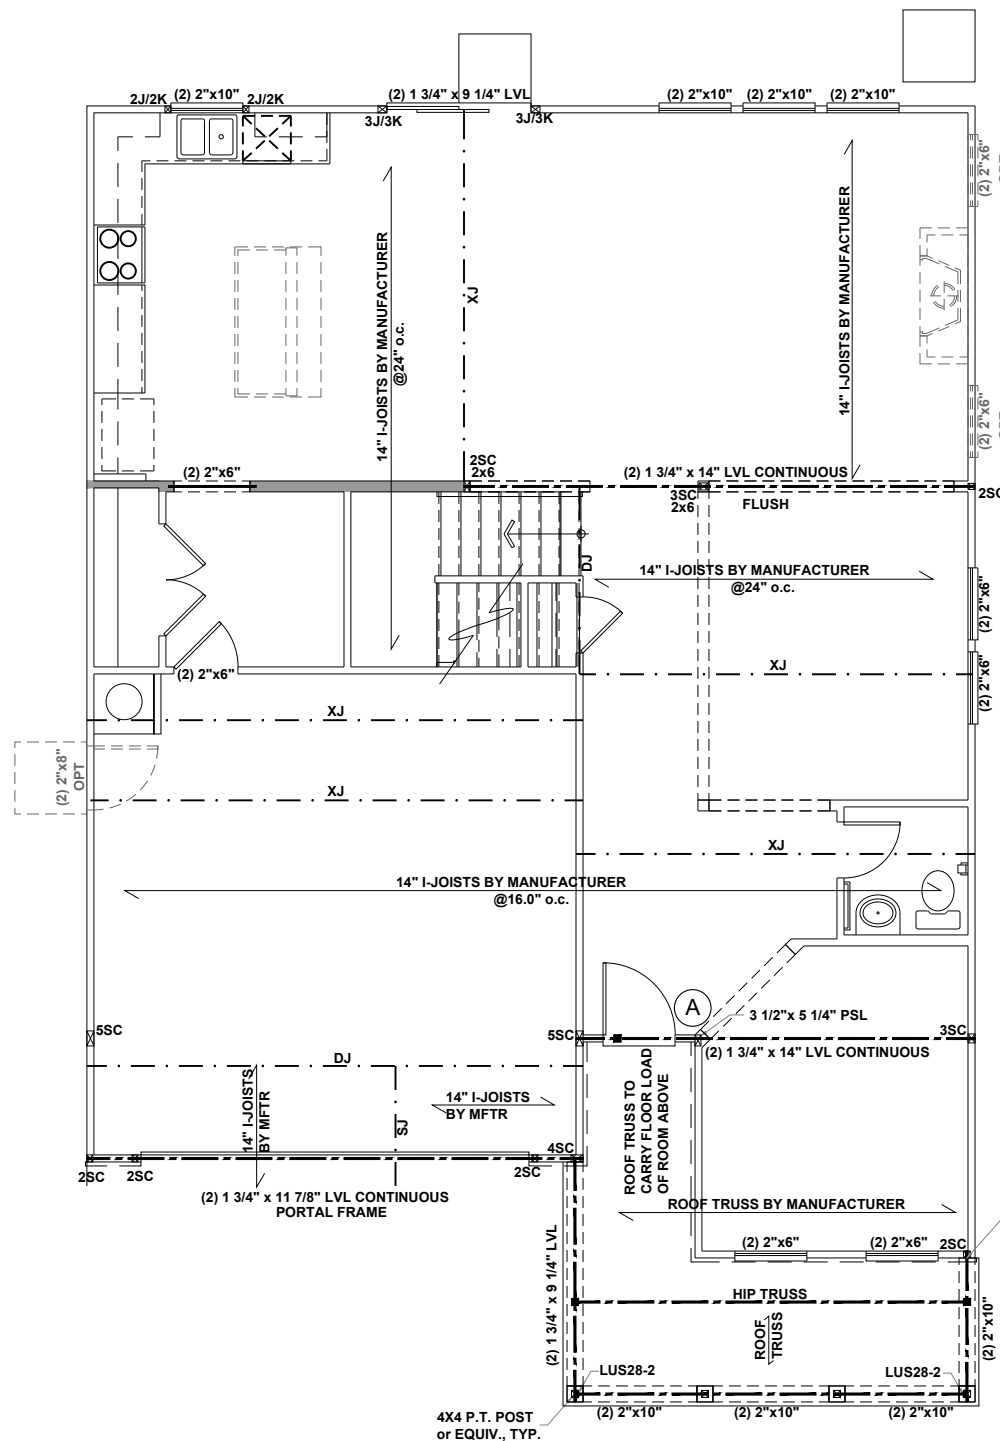 (2) 1 3/4" x 9 1/4" LVL
2J/2K
(2) 2"x10"
2J/2K
(2) 2"x10"
(2) 2"x10"
(2) 2"x10"
3J/3K
3J/3K
(2) 2"x6"
14" I-JOISTS BY MANUFACTURER
@24" o.c.
XJ
14" I-JOISTS BY MANUFACTURER
(2) 2"x6"
2SC
2x6
(2) 2"x6"
(2) 1 3/4" x 14" LVL CONTINUOUS
3SC
2x6
FLUSH
2SC
DJ
14" I-JOISTS BY MANUFACTURER
@24" o.c.
(2) 2"x6"
(2) 2"x6"
(2) 2"x6"
XJ
XJ
(2) 2"x8"
OPT
XJ
XJ
14" I-JOISTS BY MANUFACTURER
@16.0" o.c.
A
3 1/2"x 5 1/4" PSL
5SC
5SC
3SC
(2) 1 3/4" x 14" LVL CONTINUOUS
DJ
14" I-JOISTS
BY MFTR
SJ
14" I-JOISTS
BY MFTR
ROOF TRUSS TO
CARRY FLOOR LOAD
OF ROOM ABOVE
4SC
2SC
2SC
2SC
(2) 1 3/4" x 11 7/8" LVL CONTINUOUS
PORTAL FRAME
ROOF TRUSS BY MANUFACTURER
(2) 2"x6"
(2) 2"x6"
2SC
(2) 1 3/4" x 9 1/4" LVL
HIP TRUSS
ROOF
TRUSS
(2) 2"x10"
LUS28-2
LUS28-2
(2) 2"x10"
(2) 2"x10"
(2) 2"x10"
4X4 P.T. POST
or EQUIV., TYP.